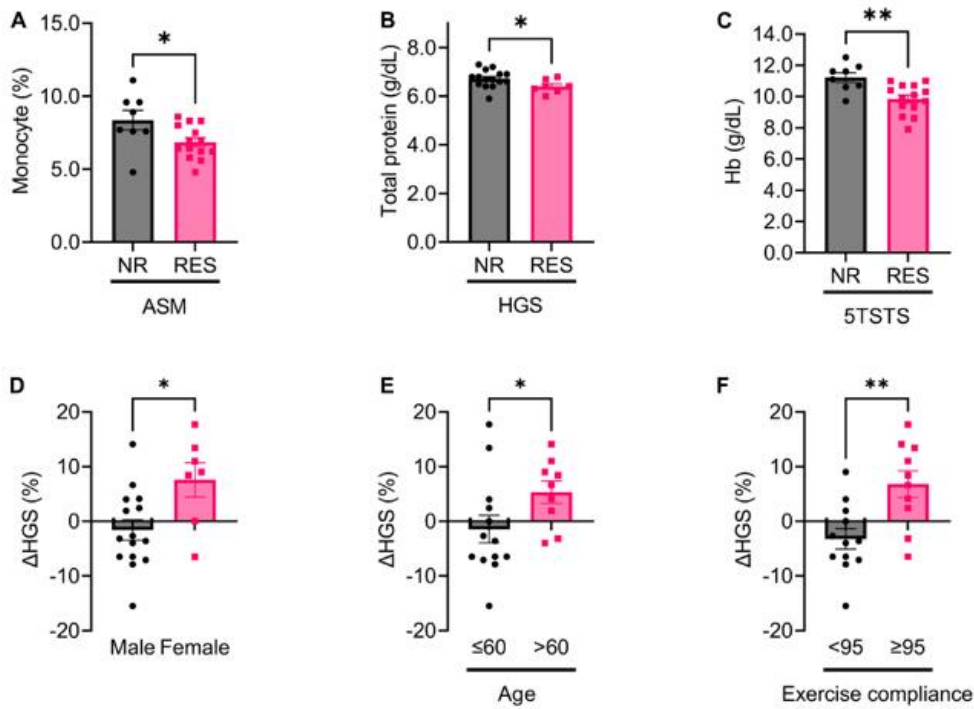 A
Monocyte (%)
15.0
10.0
5.0
0.0
*
NR RES
ASM
B
Total protein (g/dL)
8.0
6.0
4.0
2.0
0.0
*
NR RES
HGS
C
Hb (g/dL)
14.0
12.0
10.0
8.0
6.0
4.0
2.0
0.0
**
NR RES
5TSTS
D
ΔHGS (%)
20
10
0
-10
-20
*
Male Female
E
ΔHGS (%)
20
10
0
-10
-20
*
≤60 >60
Age
F
ΔHGS (%)
20
10
0
-10
-20
**
<95 ≥95
Exercise compliance